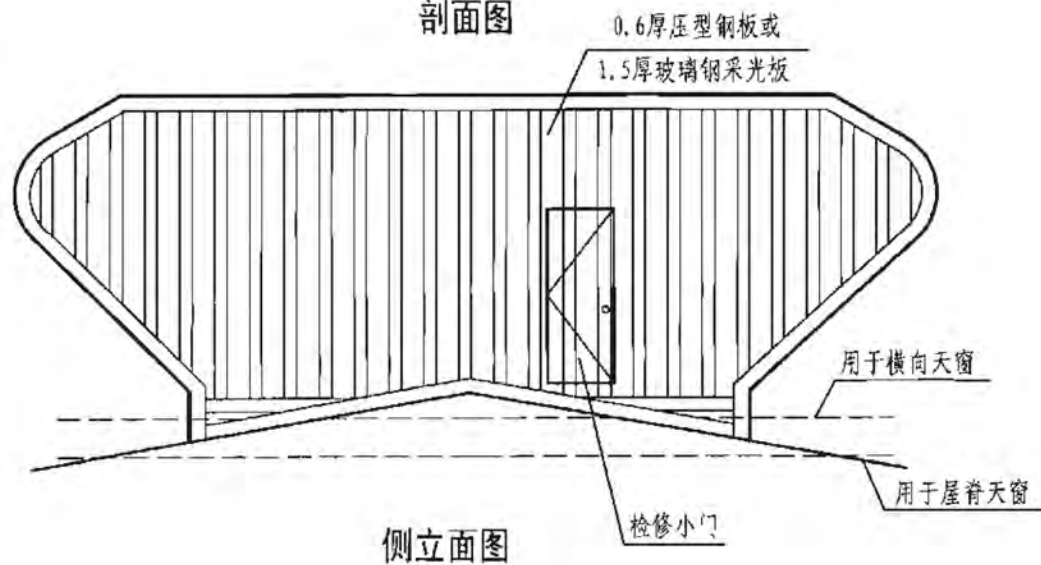 剖面图
0.6厚压型钢板或
1.5厚玻璃钢采光板
用于横向天窗
用于屋脊天窗
检修小门
侧立面图